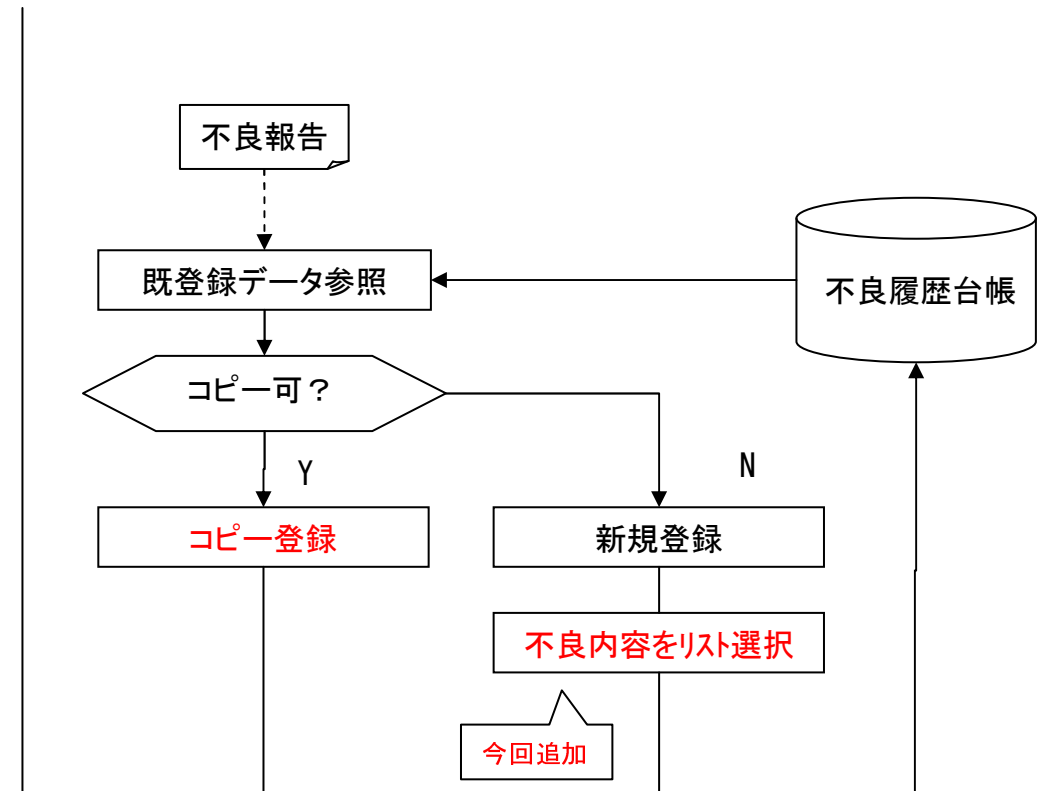 不良報告
既登録データ参照
不良履歴台帳
コピー可？
Y
N
コピー登録
新規登録
不良内容をリスト選択
今回追加